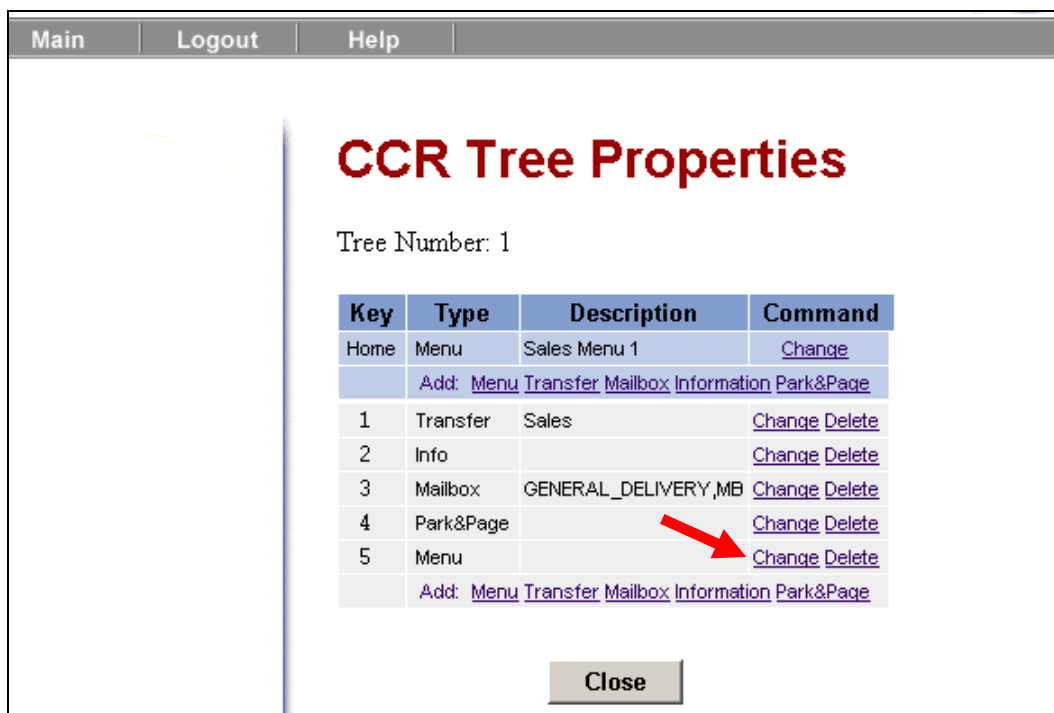 Main Logout Help
CCR Tree Properties
Tree Number: 1
Key Type Description Command
Home Menu Sales Menu 1 Change
Add: Menu Transfer Mailbox Information Park&Page
1 Transfer Sales Change Delete
2 Info Change Delete
3 Mailbox GENERAL_DELIVERY,MB Change Delete
4 Park&Page Change Delete
5 Menu Change Delete
Add: Menu Transfer Mailbox Information Park&Page
Close